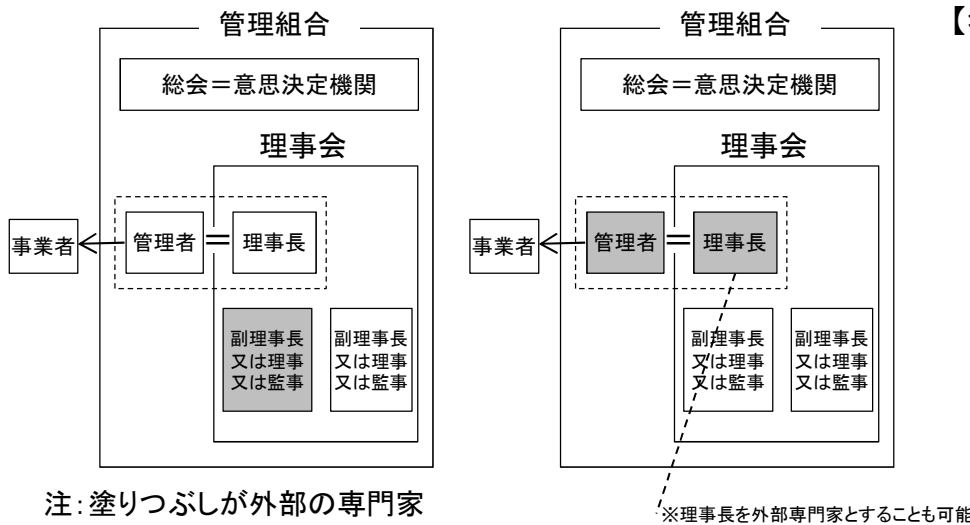 管理組合
総会=意思決定機関
理事会
事業者
管理者
=
理事長
副理事長
又は理事
又は監事
副理事長
又は理事
又は監事
注:塗りつぶしが外部の専門家
管理組合
総会=意思決定機関
理事会
事業者
管理者
=
理事長
副理事長
又は理事
又は監事
副理事長
又は理事
又は監事
※理事長を外部専門家とすることも可能
【